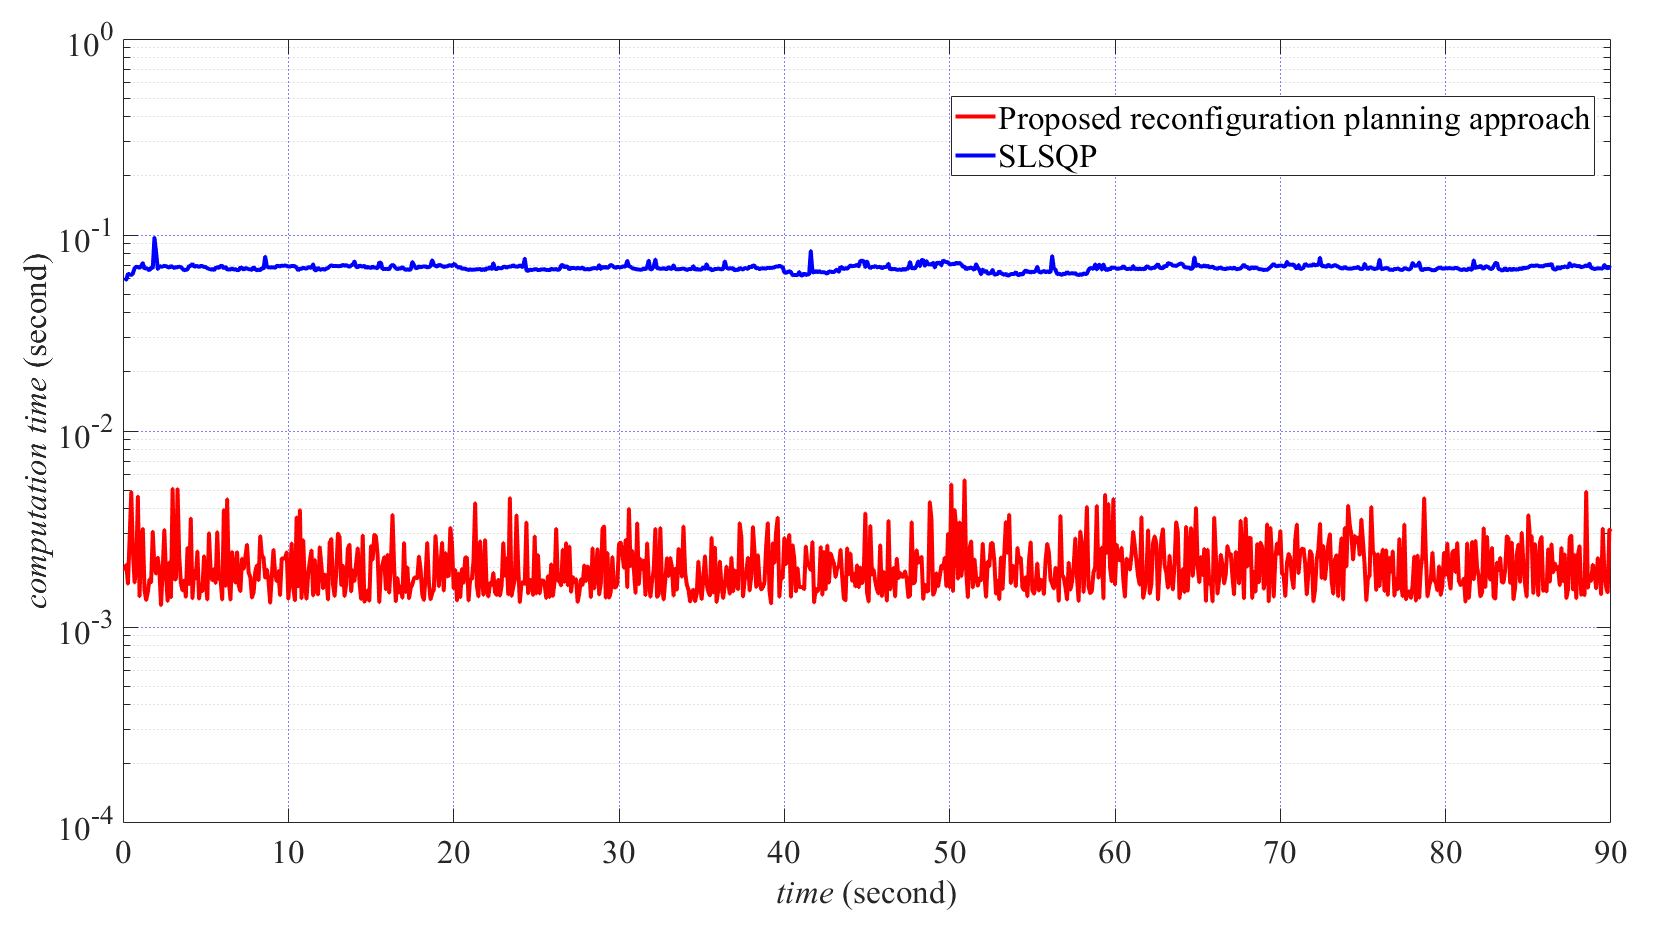 10^0
10^-1
10^-2
10^-3
10^-4
computation time (second)
Proposed reconfiguration planning approach
SLSQP
0 10 20 30 40 50 60 70 80 90
time (second)